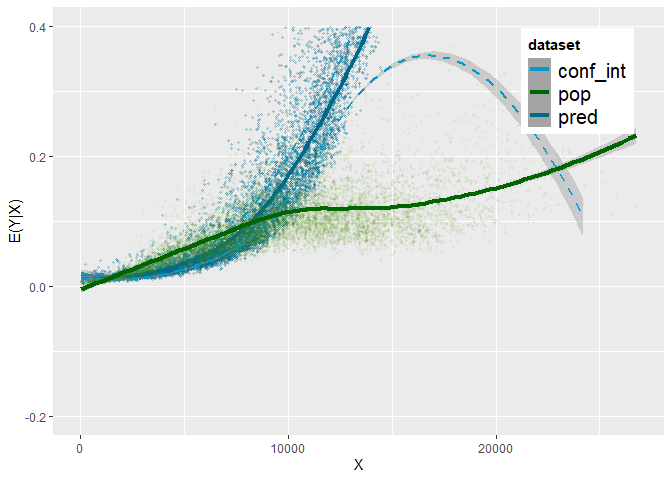 0.4
dataset
conf_int
pop
pred
0.2
E(Y|X)
0.0
-0.2
0
10000
20000
X